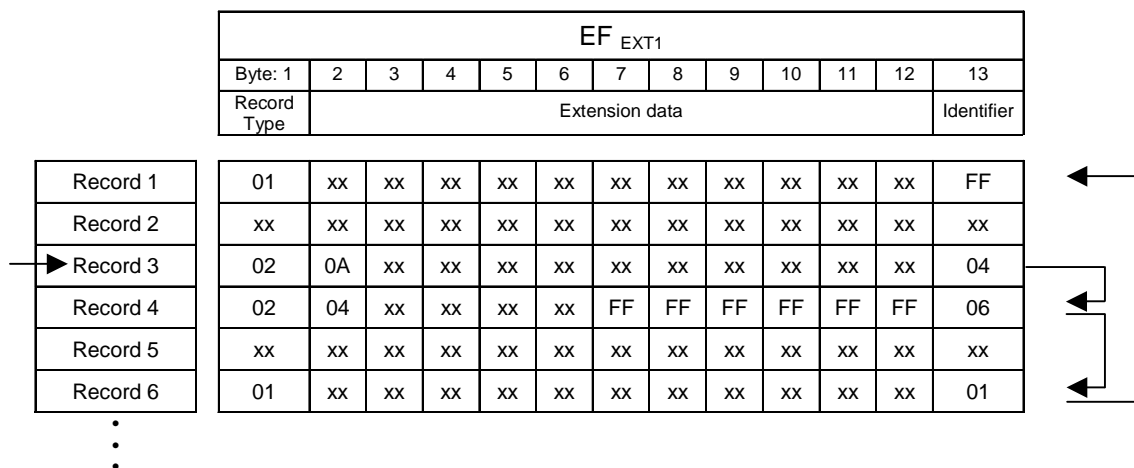 EF EXT1
Byte: 1 2 3 4 5 6 7 8 9 10 11 12 13
Record Type Extension data Identifier
Record 1 01 xx xx xx xx xx xx xx xx xx xx xx FF
Record 2 xx xx xx xx xx xx xx xx xx xx xx xx xx
Record 3 02 0A xx xx xx xx xx xx xx xx xx xx 04
Record 4 02 04 xx xx xx xx FF FF FF FF FF FF 06
Record 5 xx xx xx xx xx xx xx xx xx xx xx xx xx
Record 6 01 xx xx xx xx xx xx xx xx xx xx xx 01